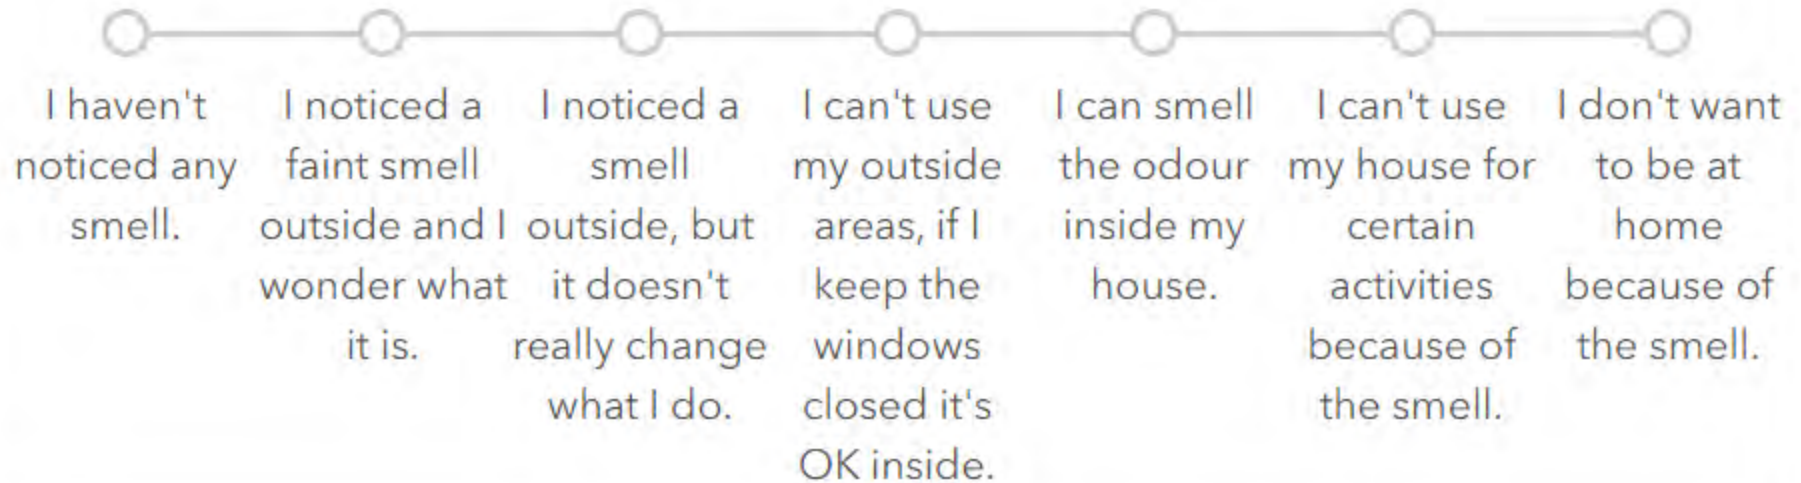 I haven't
noticed any
smell.
I noticed a
faint smell
outside and I
wonder what
it is.
I noticed a
smell
outside, but
it doesn't
really change
what I do.
I can't use
my outside
areas, if I
keep the
windows
closed it's
OK inside.
I can smell
the odour
inside my
house.
I can't use
my house for
certain
activities
because of
the smell.
I don't want
to be at
home
because of
the smell.